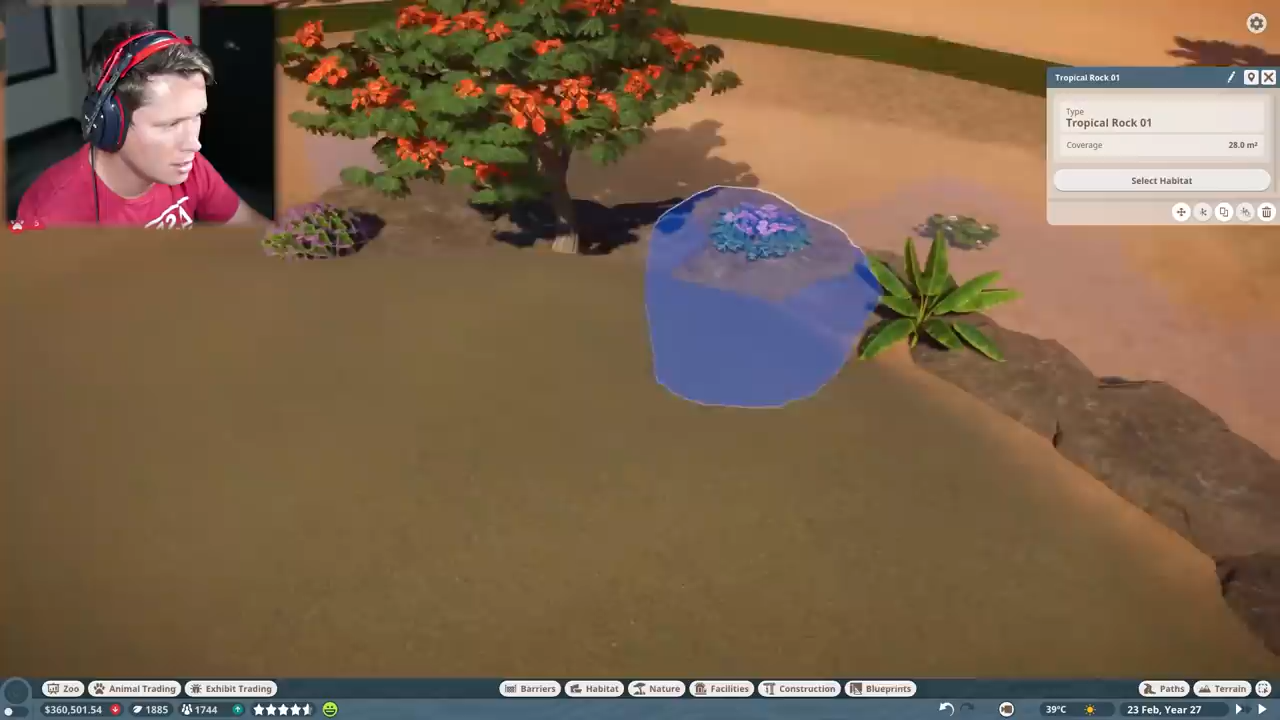 Tropical Rock 01
Type
Tropical Rock 01
Coverage 28.0 m²
Select Habitat
Zoo Animal Trading Exhibit Trading Barriers Habitat Nature Facilities Construction Blueprints Paths Terrain
$360,501.54 1885 1744 39°C 23 Feb, Year 27